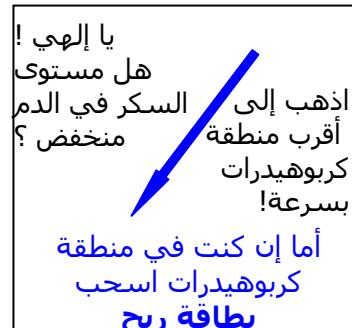 يا إلهي !
هل مستوى
السكر في الدم
منخفض ؟
اذهب إلى
أقرب منطقة
كربوهيدرات
بسرعة!
أما إن كنت في منطقة
كربوهيدرات اسحب
بطاقة ربح